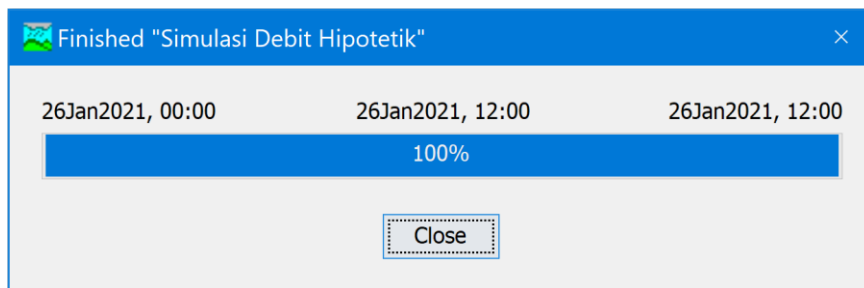 Finished "Simulasi Debit Hipotetik"
26Jan2021, 00:00 26Jan2021, 12:00 26Jan2021, 12:00
100%
Close